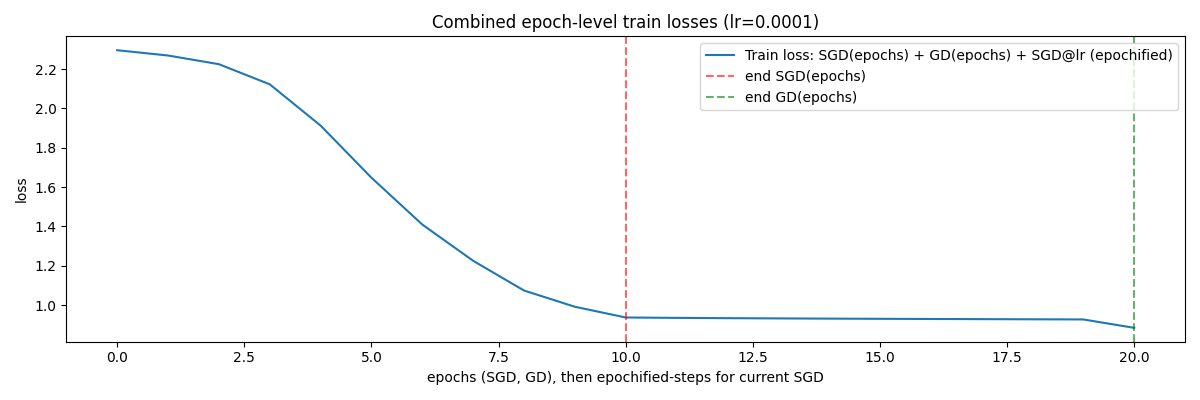 Combined epoch-level train losses (lr=0.0001)
Train loss: SGD(epochs) + GD(epochs) + SGD@lr (epochified)
end SGD(epochs)
end GD(epochs)
loss
2.2
2.0
1.8
1.6
1.4
1.2
1.0
0.0 2.5 5.0 7.5 10.0 12.5 15.0 17.5 20.0
epochs (SGD, GD), then epochified-steps for current SGD